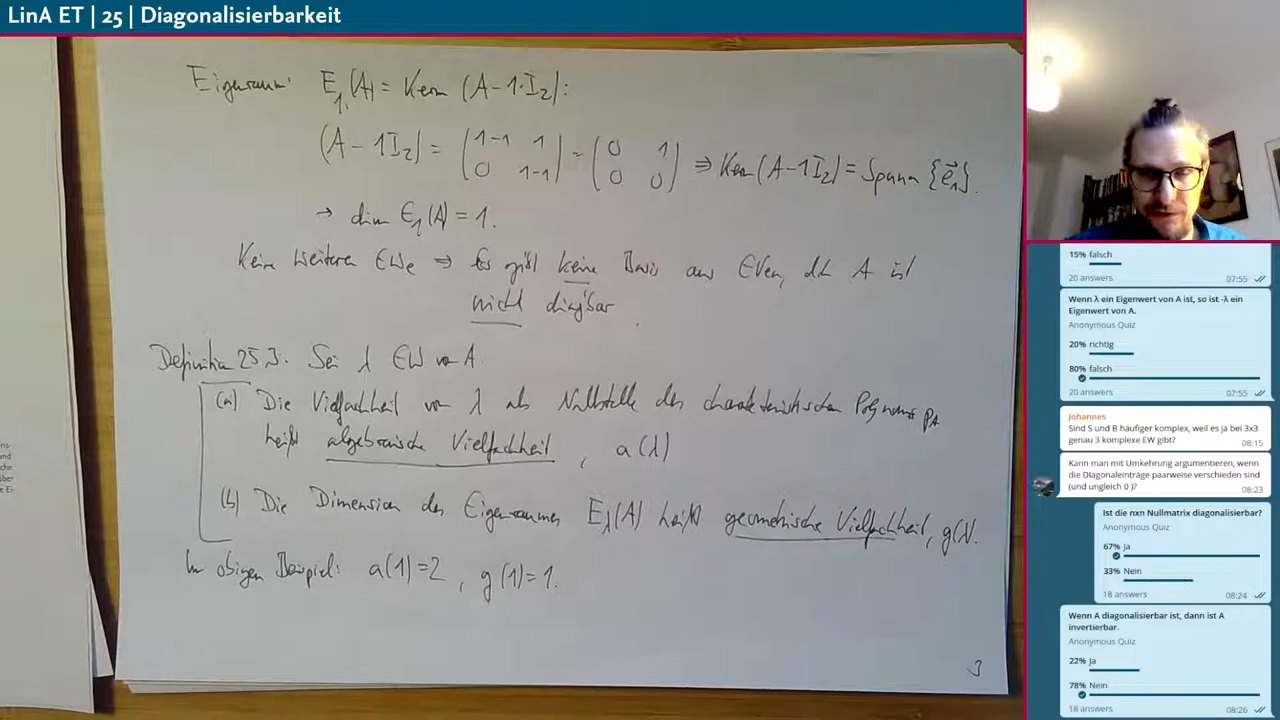 LinA ET | 25 | Diagonalisierbarkeit
Eigenraum: E₁(A) = Kern (A-1·I₂):
(A-1I₂) = (1-1 1 0 1-1) = (0 1 0 0) ⇒ Kern(A-1I₂) = Spann {e⃗₁}.
→ dim E₁(A) = 1.
Keine weiteren EWe ⇒ Es gibt keine Basis aus EVen, dh A ist
nicht diag'bar.
Definition 25.3. Sei λ EW von A
(a) Die Vielfachheit von λ als Nullstelle des charakteristischen Polynoms p_A
heißt algebraische Vielfachheit, a(λ)
(b) Die Dimension des Eigenraumes E_λ(A) heißt geometrische Vielfachheit, g(λ).
Im obigen Beispiel: a(1)=2, g(1)=1.
3
15% falsch
20 answers 07:55
Wenn λ ein Eigenwert von A ist, so ist -λ ein
Eigenwert von A.
Anonymous Quiz
20% richtig
80% falsch
20 answers 07:55
Johannes
Sind S und B häufiger komplex, weil es ja bei 3x3
genau 3 komplexe EW gibt?
08:15
Kann man mit Umkehrung argumentieren, wenn
die Diagonaleinträge paarweise verschieden sind
(und ungleich 0 )?
08:23
Ist die nxn Nullmatrix diagonalisierbar?
Anonymous Quiz
67% Ja
33% Nein
18 answers 08:24
Wenn A diagonalisierbar ist, dann ist A
invertierbar.
Anonymous Quiz
22% Ja
78% Nein
18 answers 08:26